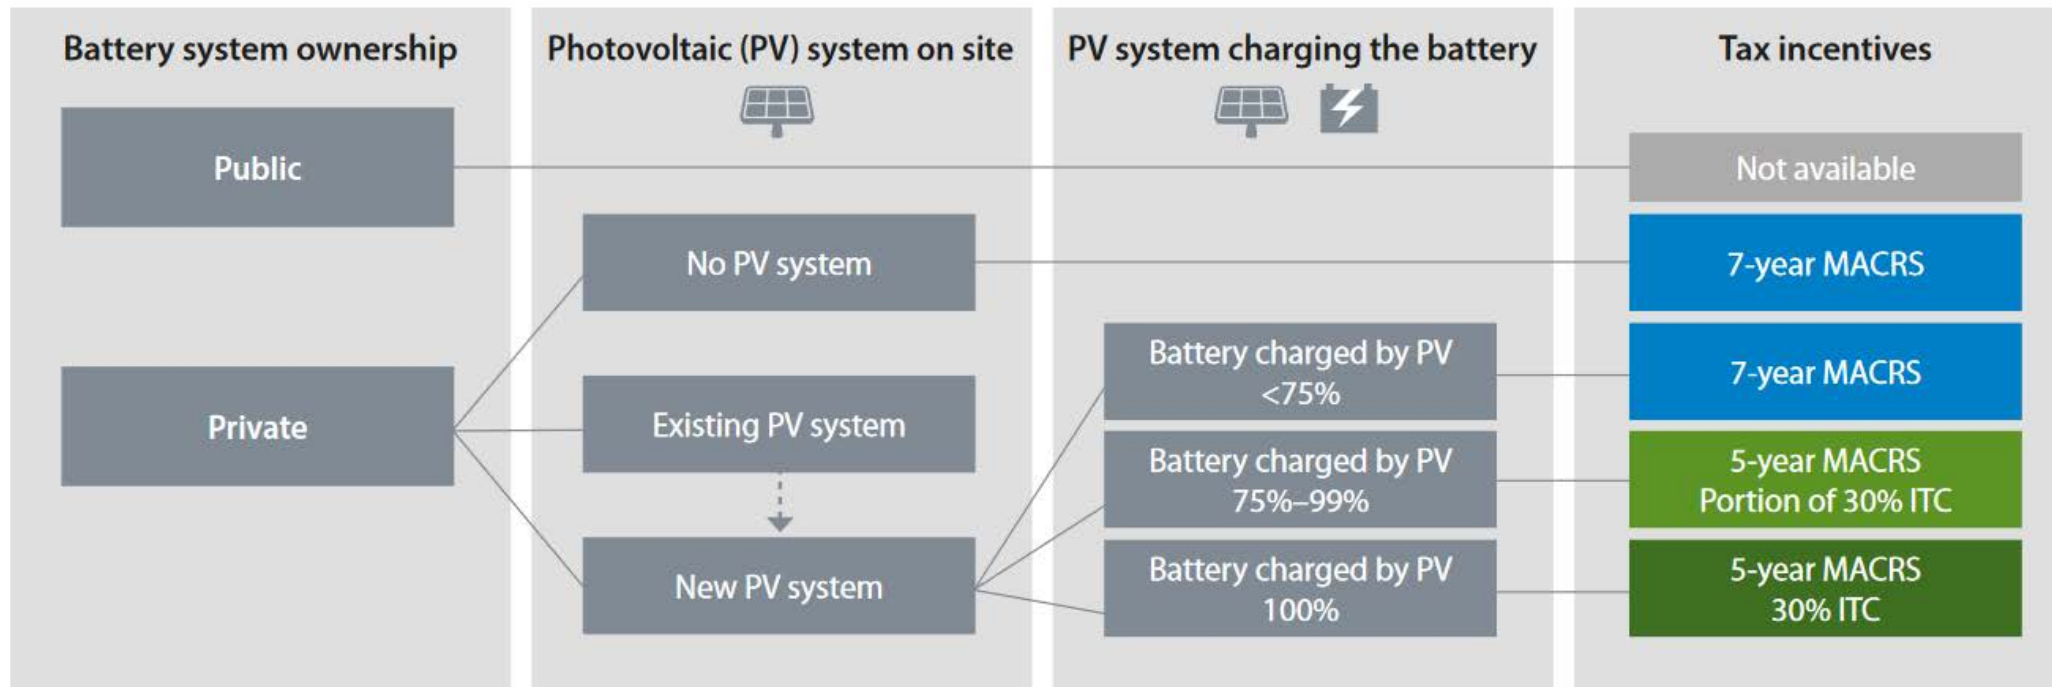 Battery system ownership
Public
Private
Photovoltaic (PV) system on site
No PV system
Existing PV system
New PV system
PV system charging the battery
Battery charged by PV
<75%
Battery charged by PV
75%–99%
Battery charged by PV
100%
Tax incentives
Not available
7-year MACRS
7-year MACRS
5-year MACRS
Portion of 30% ITC
5-year MACRS
30% ITC